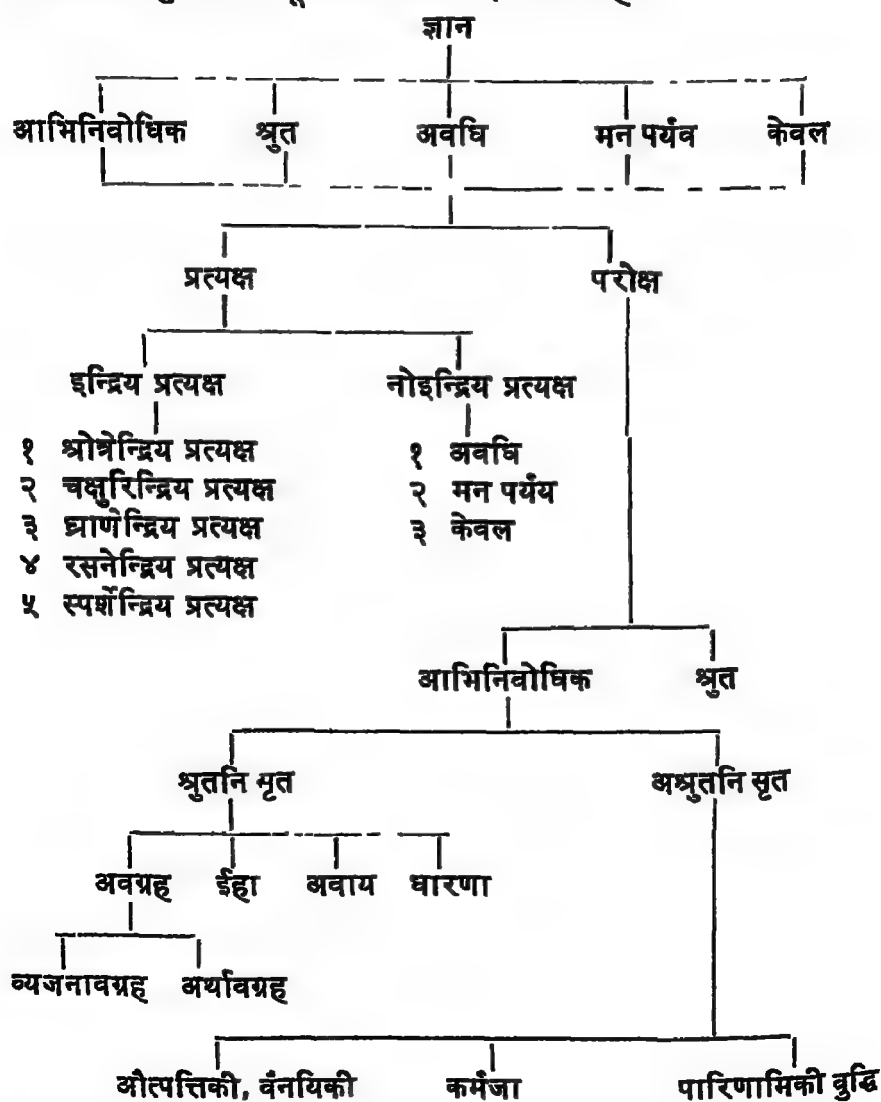 ज्ञान
आभिनिवोधिक श्रुत अवधि मन पर्यव केवल
प्रत्यक्ष परोक्ष
इन्द्रिय प्रत्यक्ष नोइन्द्रिय प्रत्यक्ष
१ श्रोत्रेन्द्रिय प्रत्यक्ष १ अवधि
२ चक्षुरिन्द्रिय प्रत्यक्ष २ मन पर्यय
३ घ्राणेन्द्रिय प्रत्यक्ष ३ केवल
४ रसनेन्द्रिय प्रत्यक्ष
५ स्पर्शेन्द्रिय प्रत्यक्ष
आभिनिवोधिक श्रुत
श्रुतनि मृत अश्रुतनि सृत
अवग्रह ईहा अवाय धारणा
व्यजनावग्रह अर्थावग्रह
औत्पत्तिकी, वैनयिकी कर्मजा पारिणामिकी वुद्धि